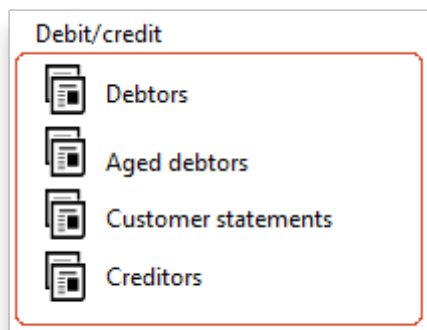 Debit/credit
Debtors
Aged debtors
Customer statements
Creditors